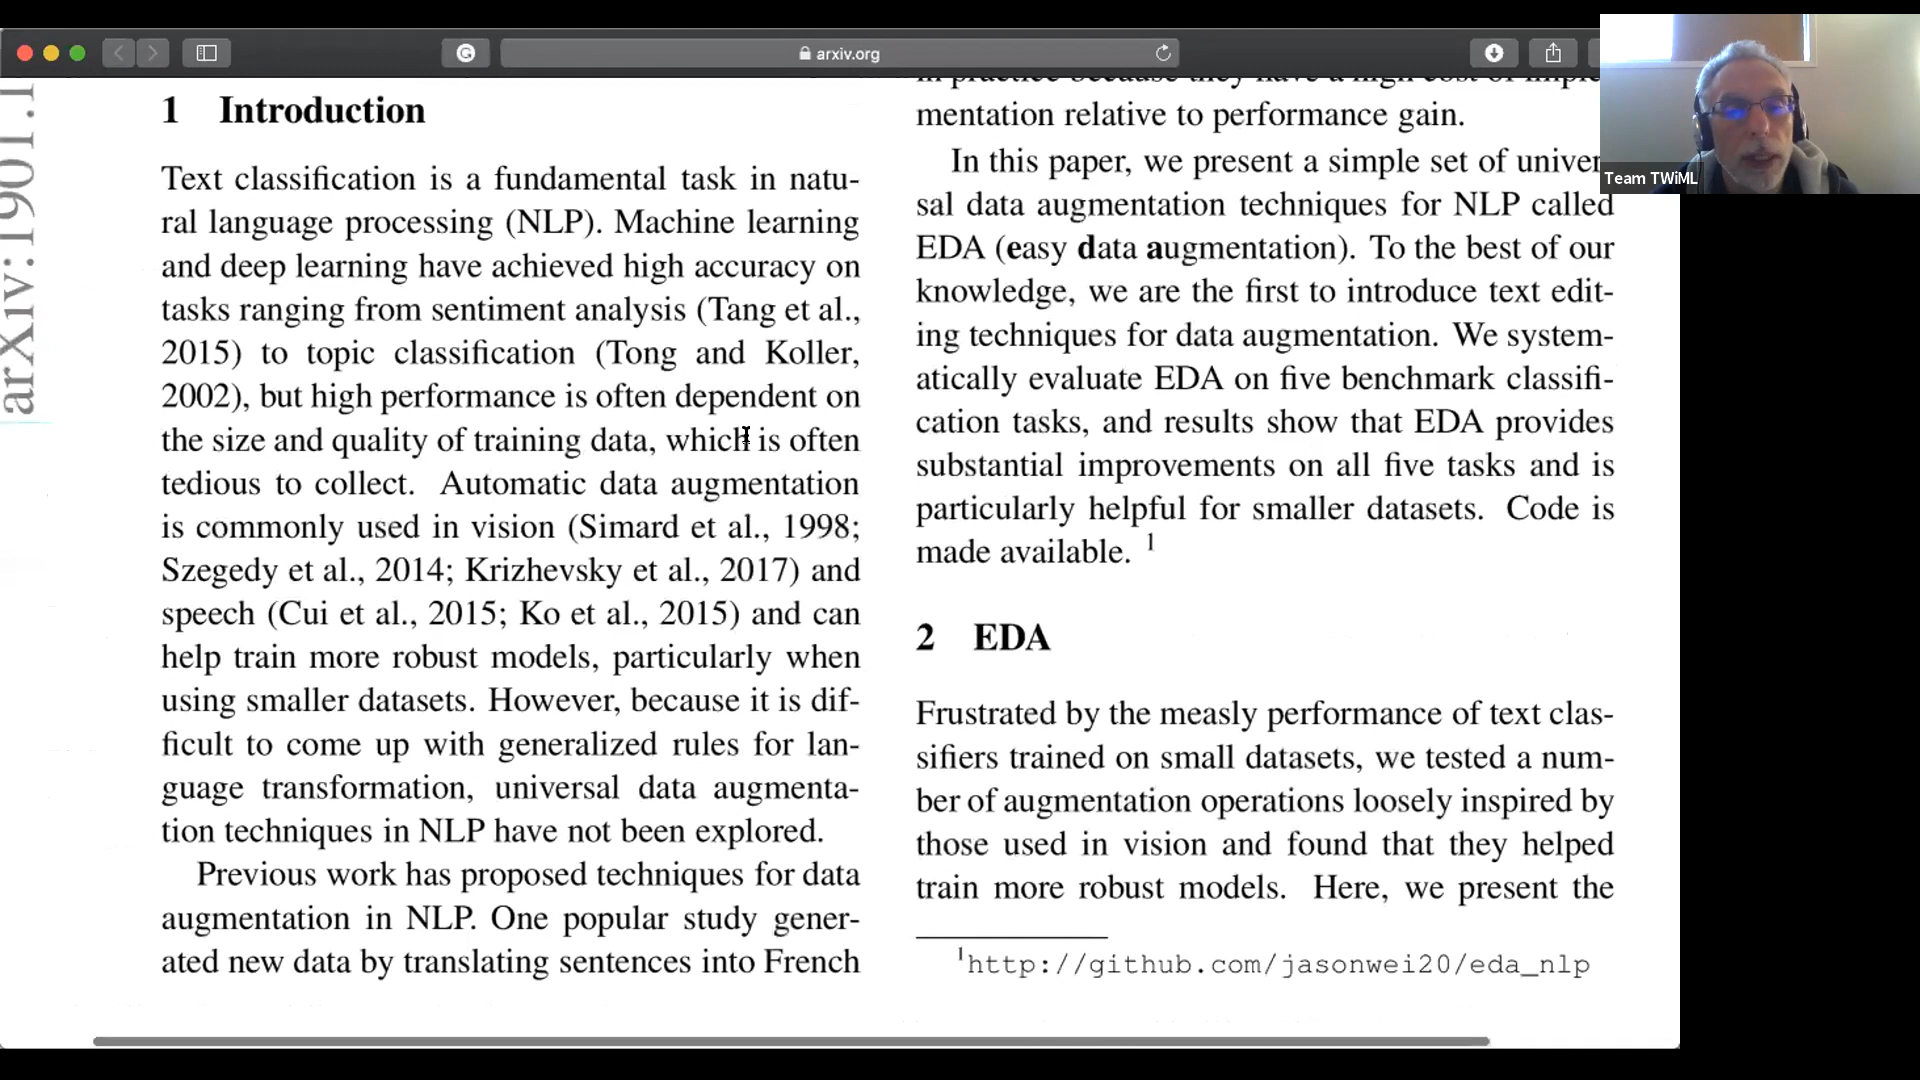 arxiv.org
Team TWiML
arXiv:1901.1
1 Introduction
Text classification is a fundamental task in natu-
ral language processing (NLP). Machine learning
and deep learning have achieved high accuracy on
tasks ranging from sentiment analysis (Tang et al.,
2015) to topic classification (Tong and Koller,
2002), but high performance is often dependent on
the size and quality of training data, which is often
tedious to collect. Automatic data augmentation
is commonly used in vision (Simard et al., 1998;
Szegedy et al., 2014; Krizhevsky et al., 2017) and
speech (Cui et al., 2015; Ko et al., 2015) and can
help train more robust models, particularly when
using smaller datasets. However, because it is dif-
ficult to come up with generalized rules for lan-
guage transformation, universal data augmenta-
tion techniques in NLP have not been explored.
Previous work has proposed techniques for data
augmentation in NLP. One popular study gener-
ated new data by translating sentences into French
in practice because they have a high cost of imple-
mentation relative to performance gain.
In this paper, we present a simple set of univer
sal data augmentation techniques for NLP called
EDA (easy data augmentation). To the best of our
knowledge, we are the first to introduce text edit-
ing techniques for data augmentation. We system-
atically evaluate EDA on five benchmark classifi-
cation tasks, and results show that EDA provides
substantial improvements on all five tasks and is
particularly helpful for smaller datasets. Code is
made available. 1
2 EDA
Frustrated by the measly performance of text clas-
sifiers trained on small datasets, we tested a num-
ber of augmentation operations loosely inspired by
those used in vision and found that they helped
train more robust models. Here, we present the
1http://github.com/jasonwei20/eda_nlp